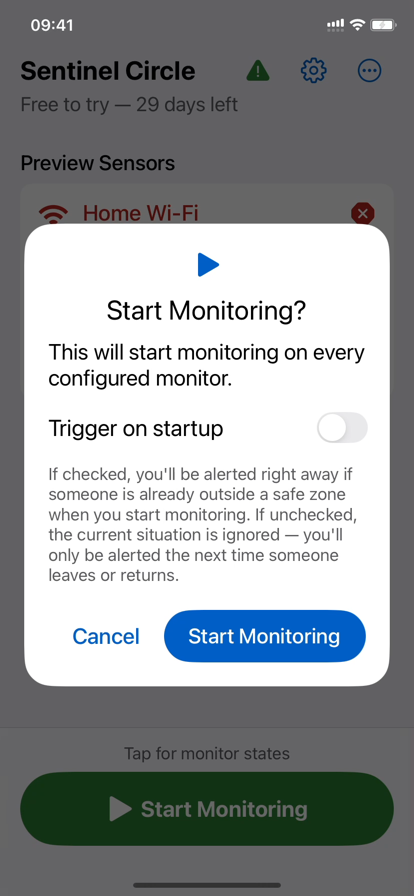 09:41
Sentinel Circle
Free to try — 29 days left
Preview Sensors
Home Wi-Fi
Start Monitoring?
This will start monitoring on every
configured monitor.
Trigger on startup
If checked, you'll be alerted right away if
someone is already outside a safe zone
when you start monitoring. If unchecked,
the current situation is ignored — you'll
only be alerted the next time someone
leaves or returns.
Cancel
Start Monitoring
Tap for monitor states
Start Monitoring